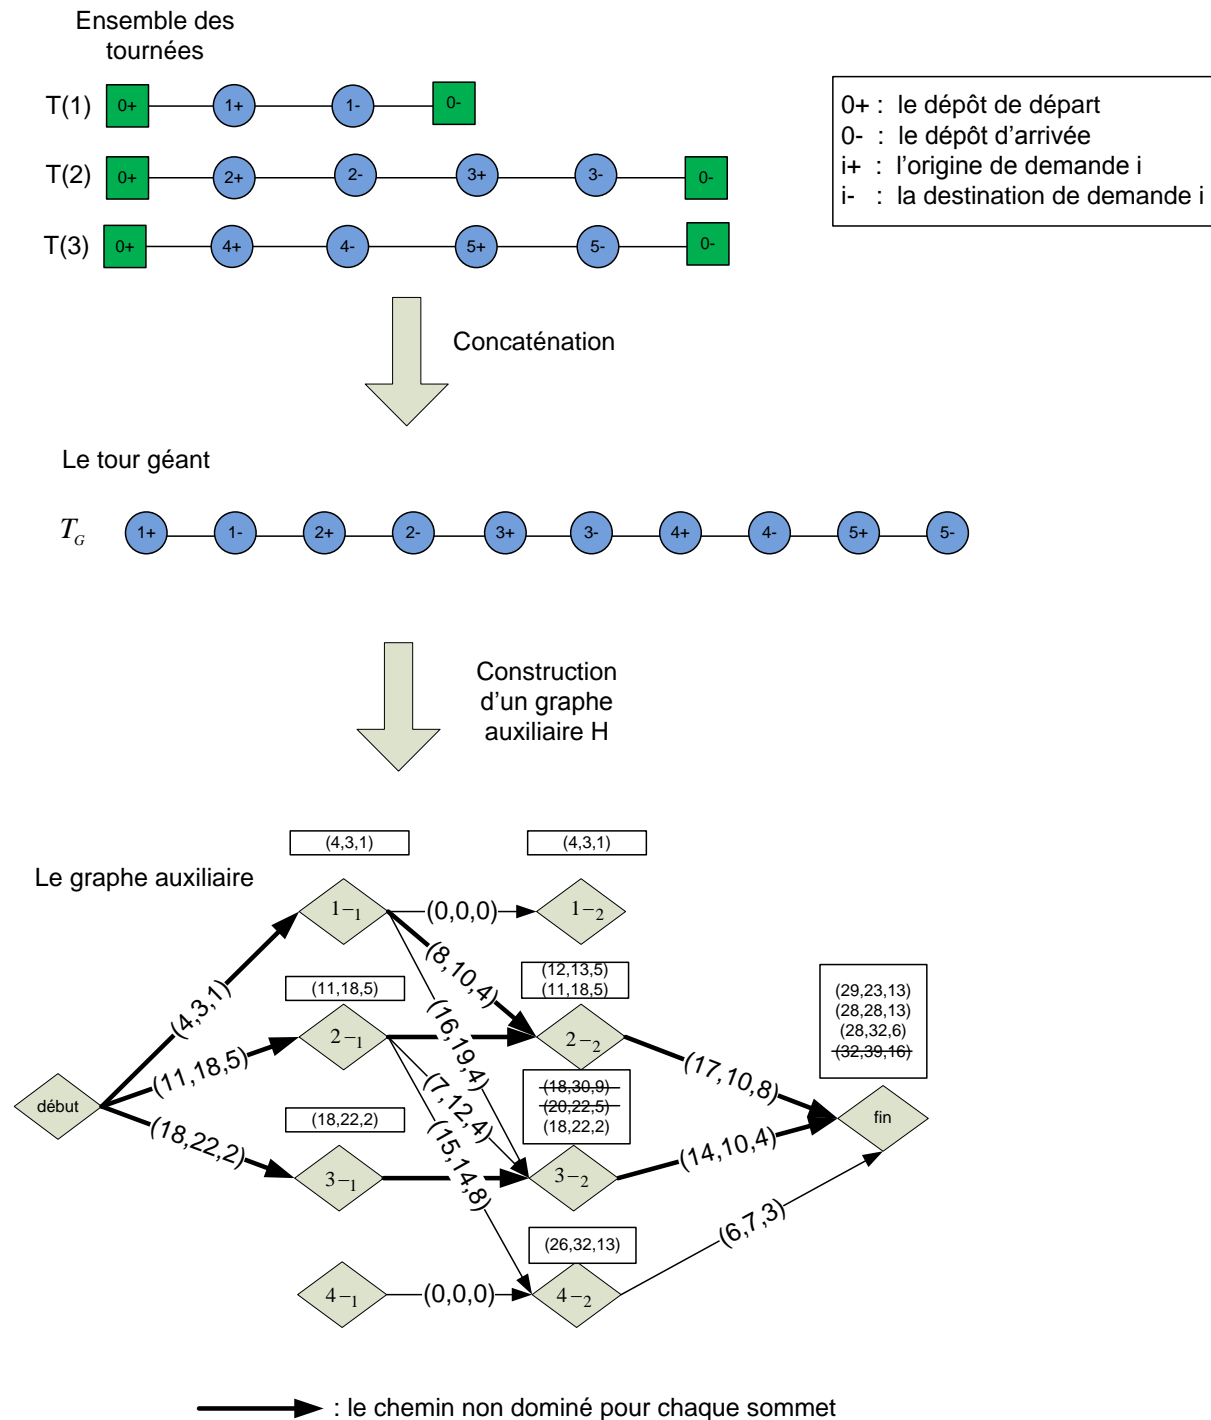 Ensemble des
tournées
T(1) 0+ 1+ 1- 0-
T(2) 0+ 2+ 2- 3+ 3- 0-
T(3) 0+ 4+ 4- 5+ 5- 0-
0+ : le dépôt de départ
0- : le dépôt d'arrivée
i+ : l'origine de demande i
i- : la destination de demande i
Concaténation
Le tour géant
T_G 1+ 1- 2+ 2- 3+ 3- 4+ 4- 5+ 5-
Construction
d'un graphe
auxiliaire H
Le graphe auxiliaire
(4,3,1)
(4,3,1)
1−₁
(0,0,0)
1−₂
(4,3,1)
(8,10,4)
(11,18,5)
(12,13,5)
(11,18,5)
(29,23,13)
(28,28,13)
(28,32,6)
(32,39,16)
(16,19,4)
2−₁
2−₂
(11,18,5)
(7,12,4)
(17,10,8)
début
fin
(18,22,2)
(18,22,2)
(15,14,8)
(18,30,9)
(20,22,5)
(18,22,2)
3−₁
3−₂
(14,10,4)
(6,7,3)
(26,32,13)
4−₁
(0,0,0)
4−₂
: le chemin non dominé pour chaque sommet